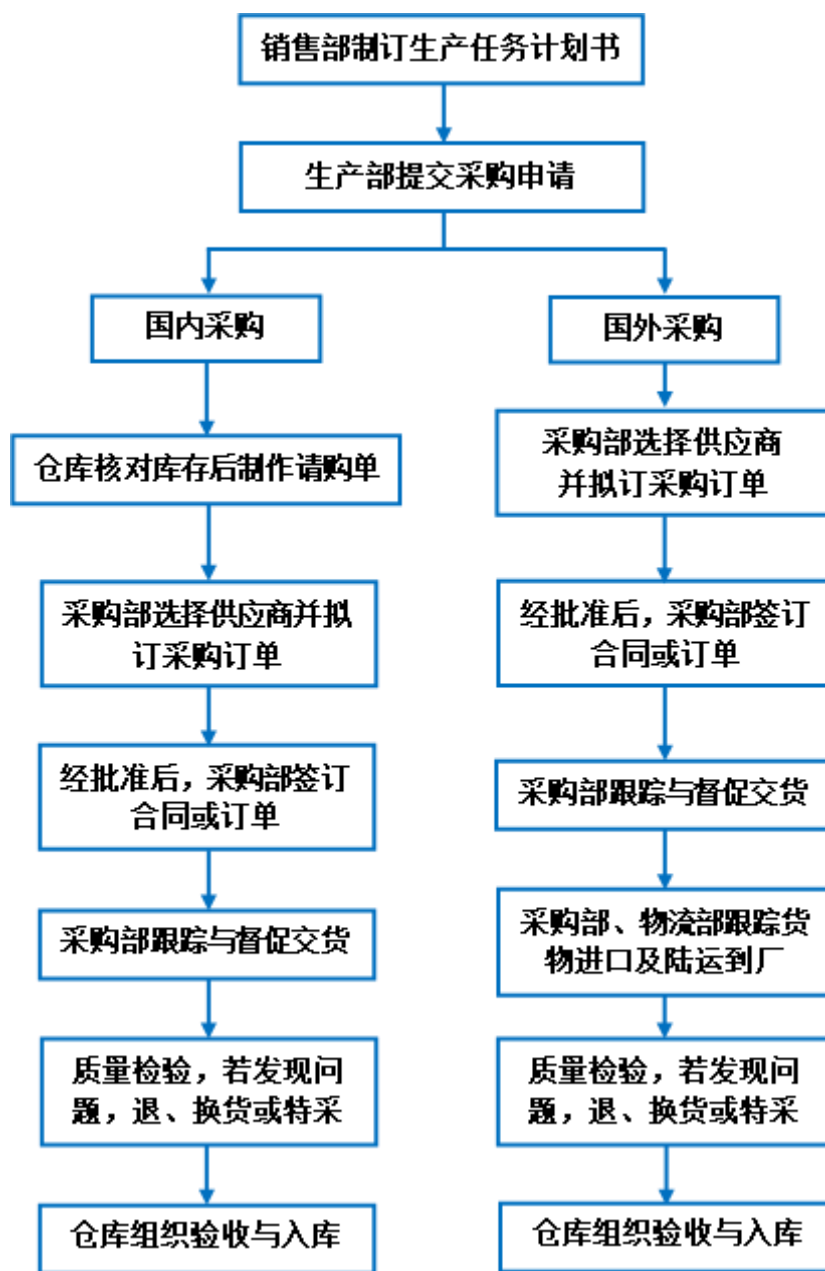 销售部制订生产任务计划书
生产部提交采购申请
国内采购
仓库核对库存后制作请购单
采购部选择供应商并拟
订采购订单
经批准后，采购部签订
合同或订单
采购部跟踪与督促交货
质量检验，若发现问
题，退、换货或特采
仓库组织验收与入库
国外采购
采购部选择供应商
并拟订采购订单
经批准后，采购部签订
合同或订单
采购部跟踪与督促交货
采购部、物流部跟踪货
物进口及陆运到厂
质量检验，若发现问
题，退、换货或特采
仓库组织验收与入库